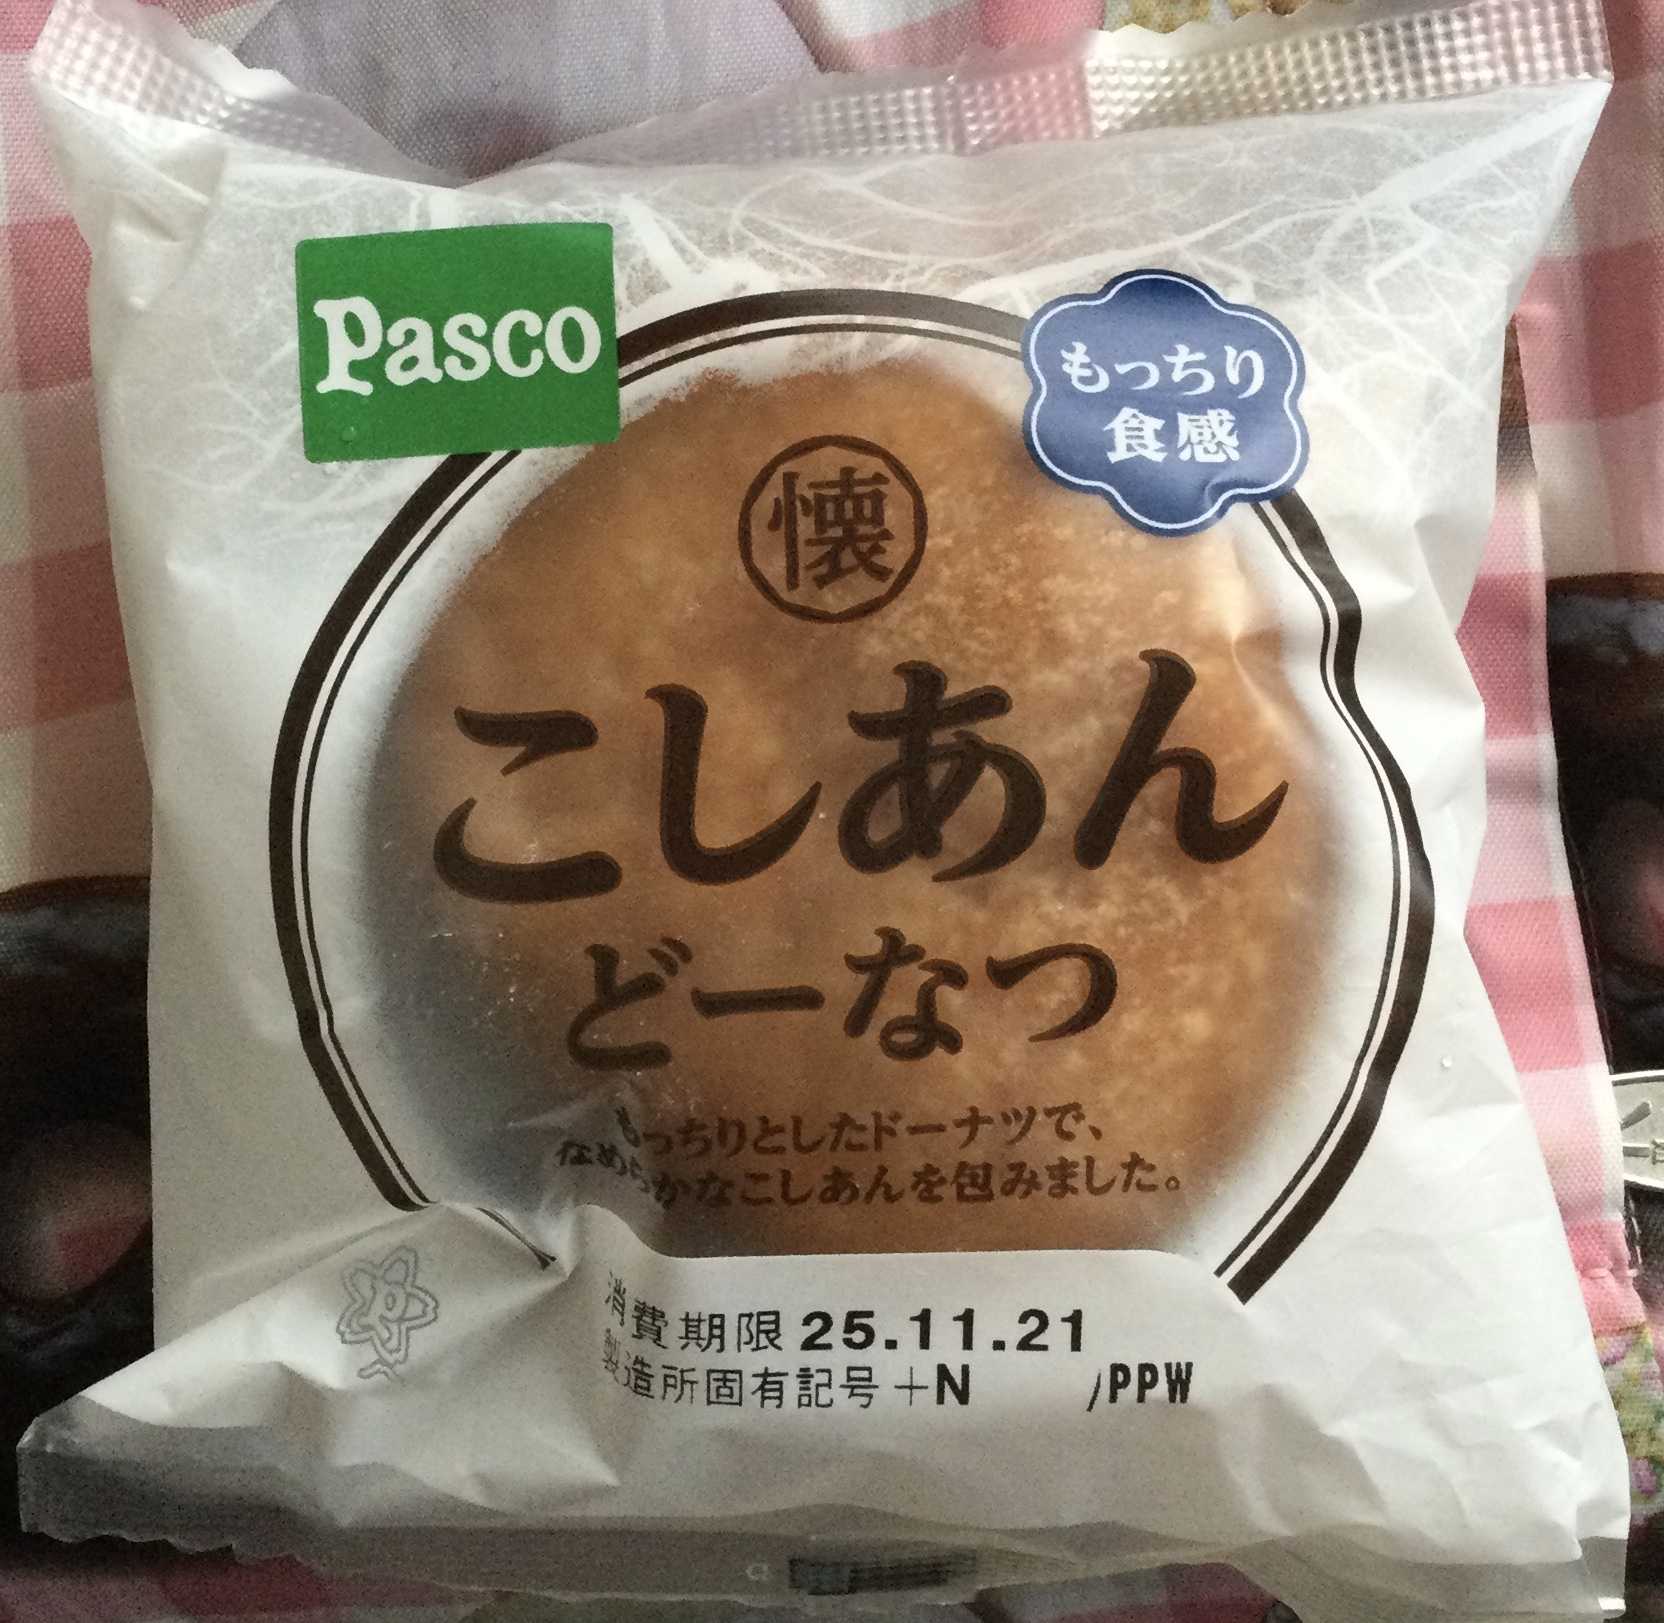 Pasco
もっちり
食感
懐
こしあん
どーなつ
もっちりとしたドーナツで、
なめらかなこしあんを包みました。
消費期限 25.11.21
製造所固有記号 +N /PPW